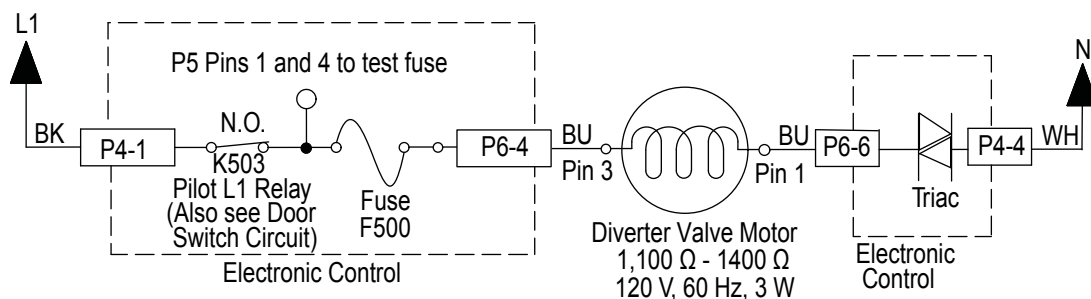 L1
P5 Pins 1 and 4 to test fuse
N
BK
P4-1
N.O.
K503
Pilot L1 Relay
(Also see Door
Switch Circuit)
Fuse
F500
P6-4
Electronic Control
BU
Pin 3
Pin 1
BU
Diverter Valve Motor
1,100 Ω - 1400 Ω
120 V, 60 Hz, 3 W
P6-6
Triac
P4-4
WH
Electronic
Control